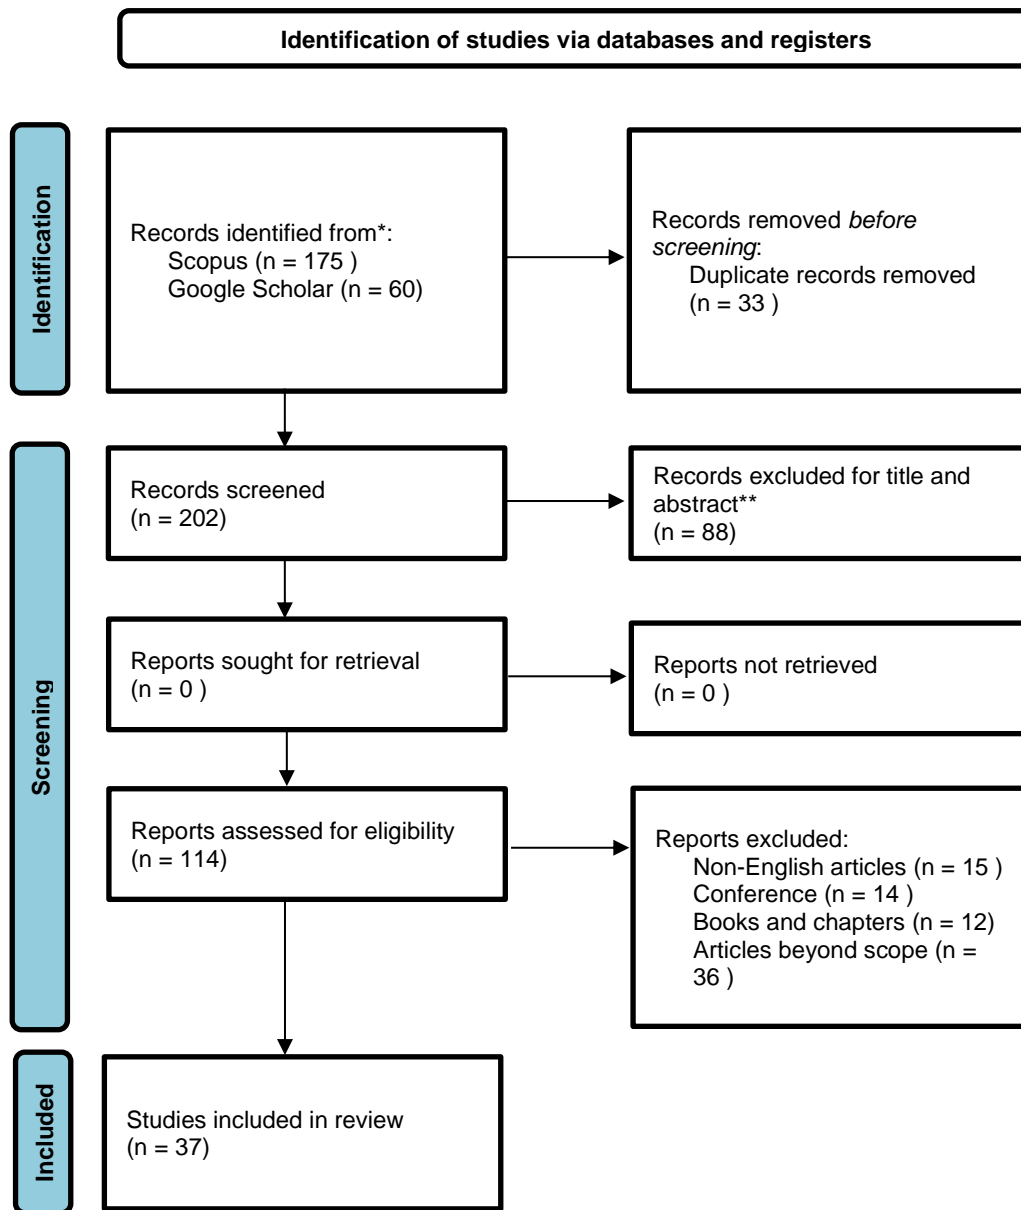 Identification of studies via databases and registers
Identification
Records identified from*:
Scopus (n = 175 )
Google Scholar (n = 60)
Records removed before
screening:
Duplicate records removed
(n = 33 )
Screening
Records screened
(n = 202)
Records excluded for title and
abstract**
(n = 88)
Reports sought for retrieval
(n = 0 )
Reports not retrieved
(n = 0 )
Reports assessed for eligibility
(n = 114)
Reports excluded:
Non-English articles (n = 15 )
Conference (n = 14 )
Books and chapters (n = 12)
Articles beyond scope (n =
36 )
Included
Studies included in review
(n = 37)